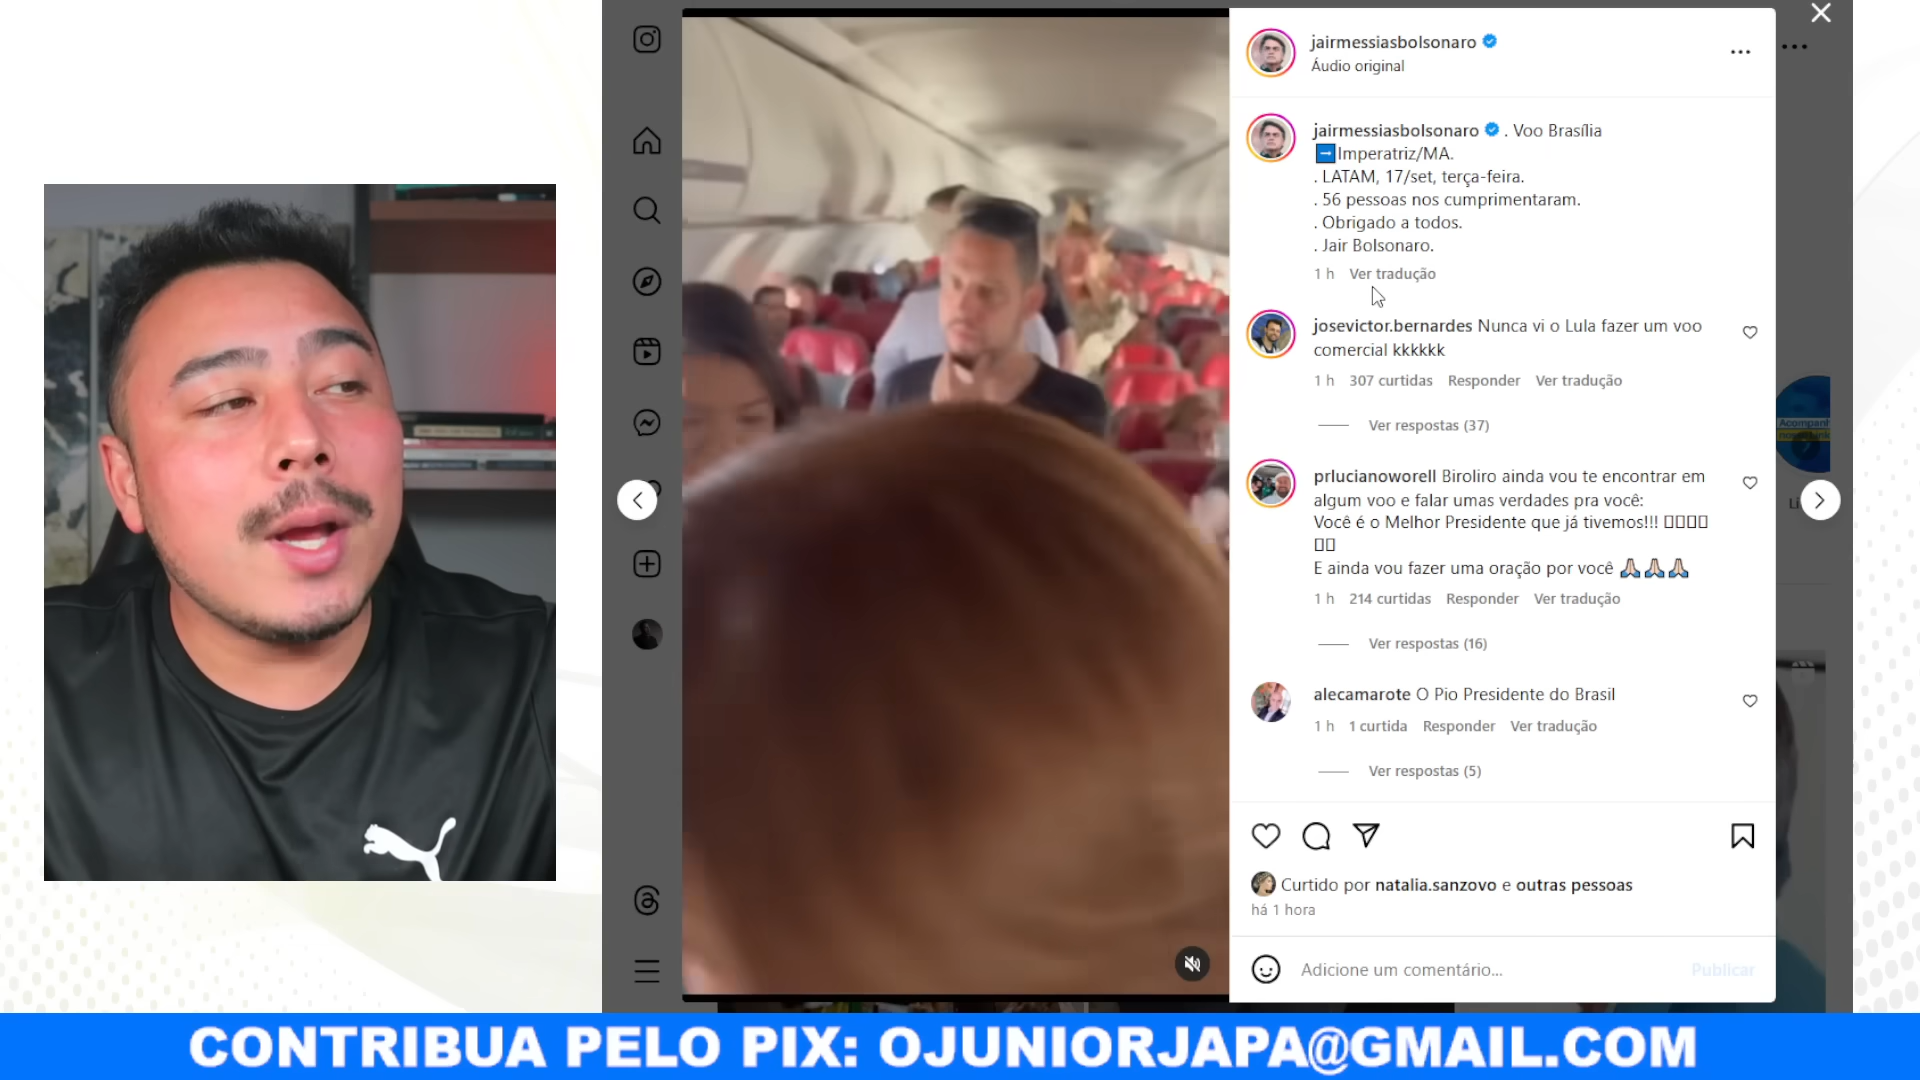 jairmessiasbolsonaro
Áudio original
jairmessiasbolsonaro . Voo Brasília
➡️Imperatriz/MA.
. LATAM, 17/set, terça-feira.
. 56 pessoas nos cumprimentaram.
. Obrigado a todos.
. Jair Bolsonaro.
1 h Ver tradução
josevictor.bernardes Nunca vi o Lula fazer um voo
comercial kkkkkk
1 h 307 curtidas Responder Ver tradução
Ver respostas (37)
prlucianoworell Biroliro ainda vou te encontrar em
algum voo e falar umas verdades pra você:
Você é o Melhor Presidente que já tivemos!!!
E ainda vou fazer uma oração por você 🙏🏻🙏🏻🙏🏻
1 h 214 curtidas Responder Ver tradução
Ver respostas (16)
alecamarote O Pio Presidente do Brasil
1 h 1 curtida Responder Ver tradução
Ver respostas (5)
Curtido por natalia.sanzovo e outras pessoas
há 1 hora
Adicione um comentário...
Publicar
CONTRIBUA PELO PIX: OJUNIORJAPA@GMAIL.COM